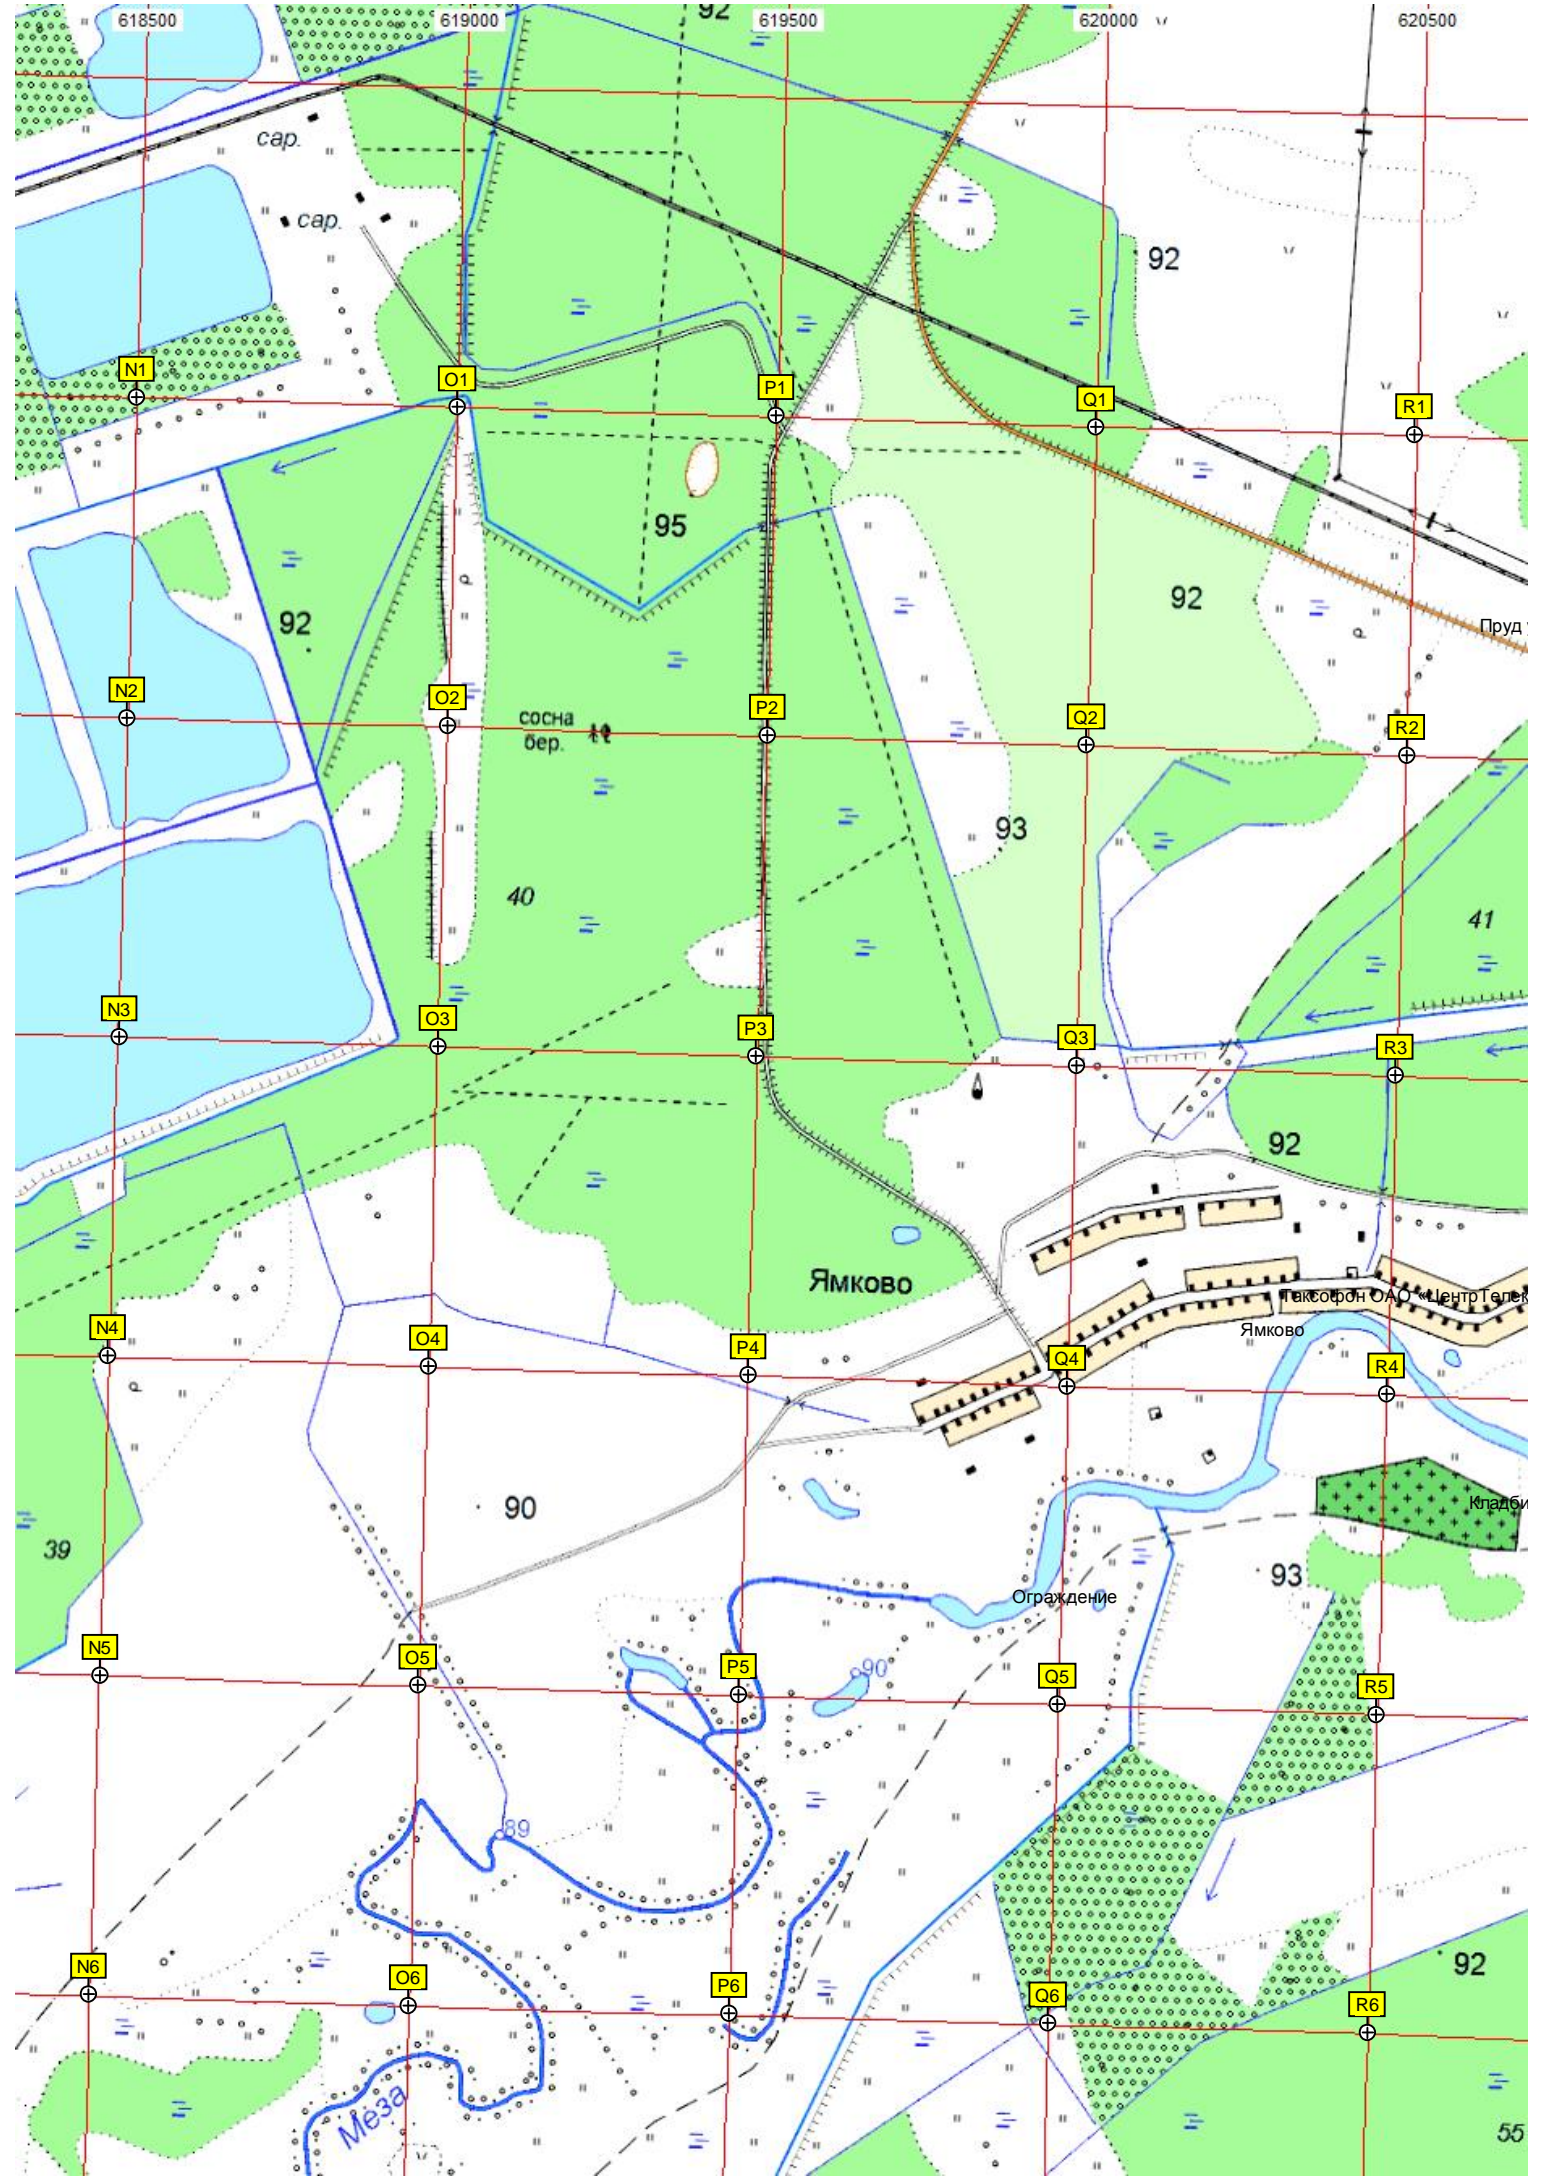 92
618500
619000
619500
620000
620500
сар.
сар.
92
N1
O1
P1
Q1
R1
95
92
92
Пруд
N2
O2
P2
Q2
R2
сосна
бер.
93
40
41
N3
O3
P3
Q3
R3
92
Ямково
Таксофон ОАО «ЦентрТелек
Ямково
N4
O4
P4
Q4
R4
90
Кладби
39
93
Ограждение
N5
O5
P5
90
Q5
R5
89
92
N6
O6
P6
Q6
R6
Меза
55